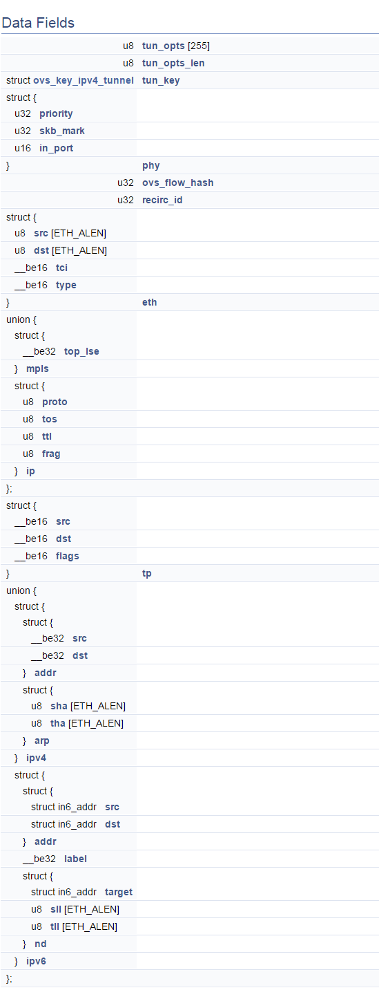 Data Fields
u8 tun_opts [255]
u8 tun_opts_len
struct ovs_key_ipv4_tunnel tun_key
struct {
u32 priority
u32 skb_mark
u16 in_port
} phy
u32 ovs_flow_hash
u32 recirc_id
struct {
u8 src [ETH_ALEN]
u8 dst [ETH_ALEN]
__be16 tci
__be16 type
} eth
union {
struct {
__be32 top_lse
} mpls
struct {
u8 proto
u8 tos
u8 ttl
u8 frag
} ip
};
struct {
__be16 src
__be16 dst
__be16 flags
} tp
union {
struct {
struct {
__be32 src
__be32 dst
} addr
struct {
u8 sha [ETH_ALEN]
u8 tha [ETH_ALEN]
} arp
} ipv4
struct {
struct {
struct in6_addr src
struct in6_addr dst
} addr
__be32 label
struct {
struct in6_addr target
u8 sll [ETH_ALEN]
u8 tll [ETH_ALEN]
} nd
} ipv6
};